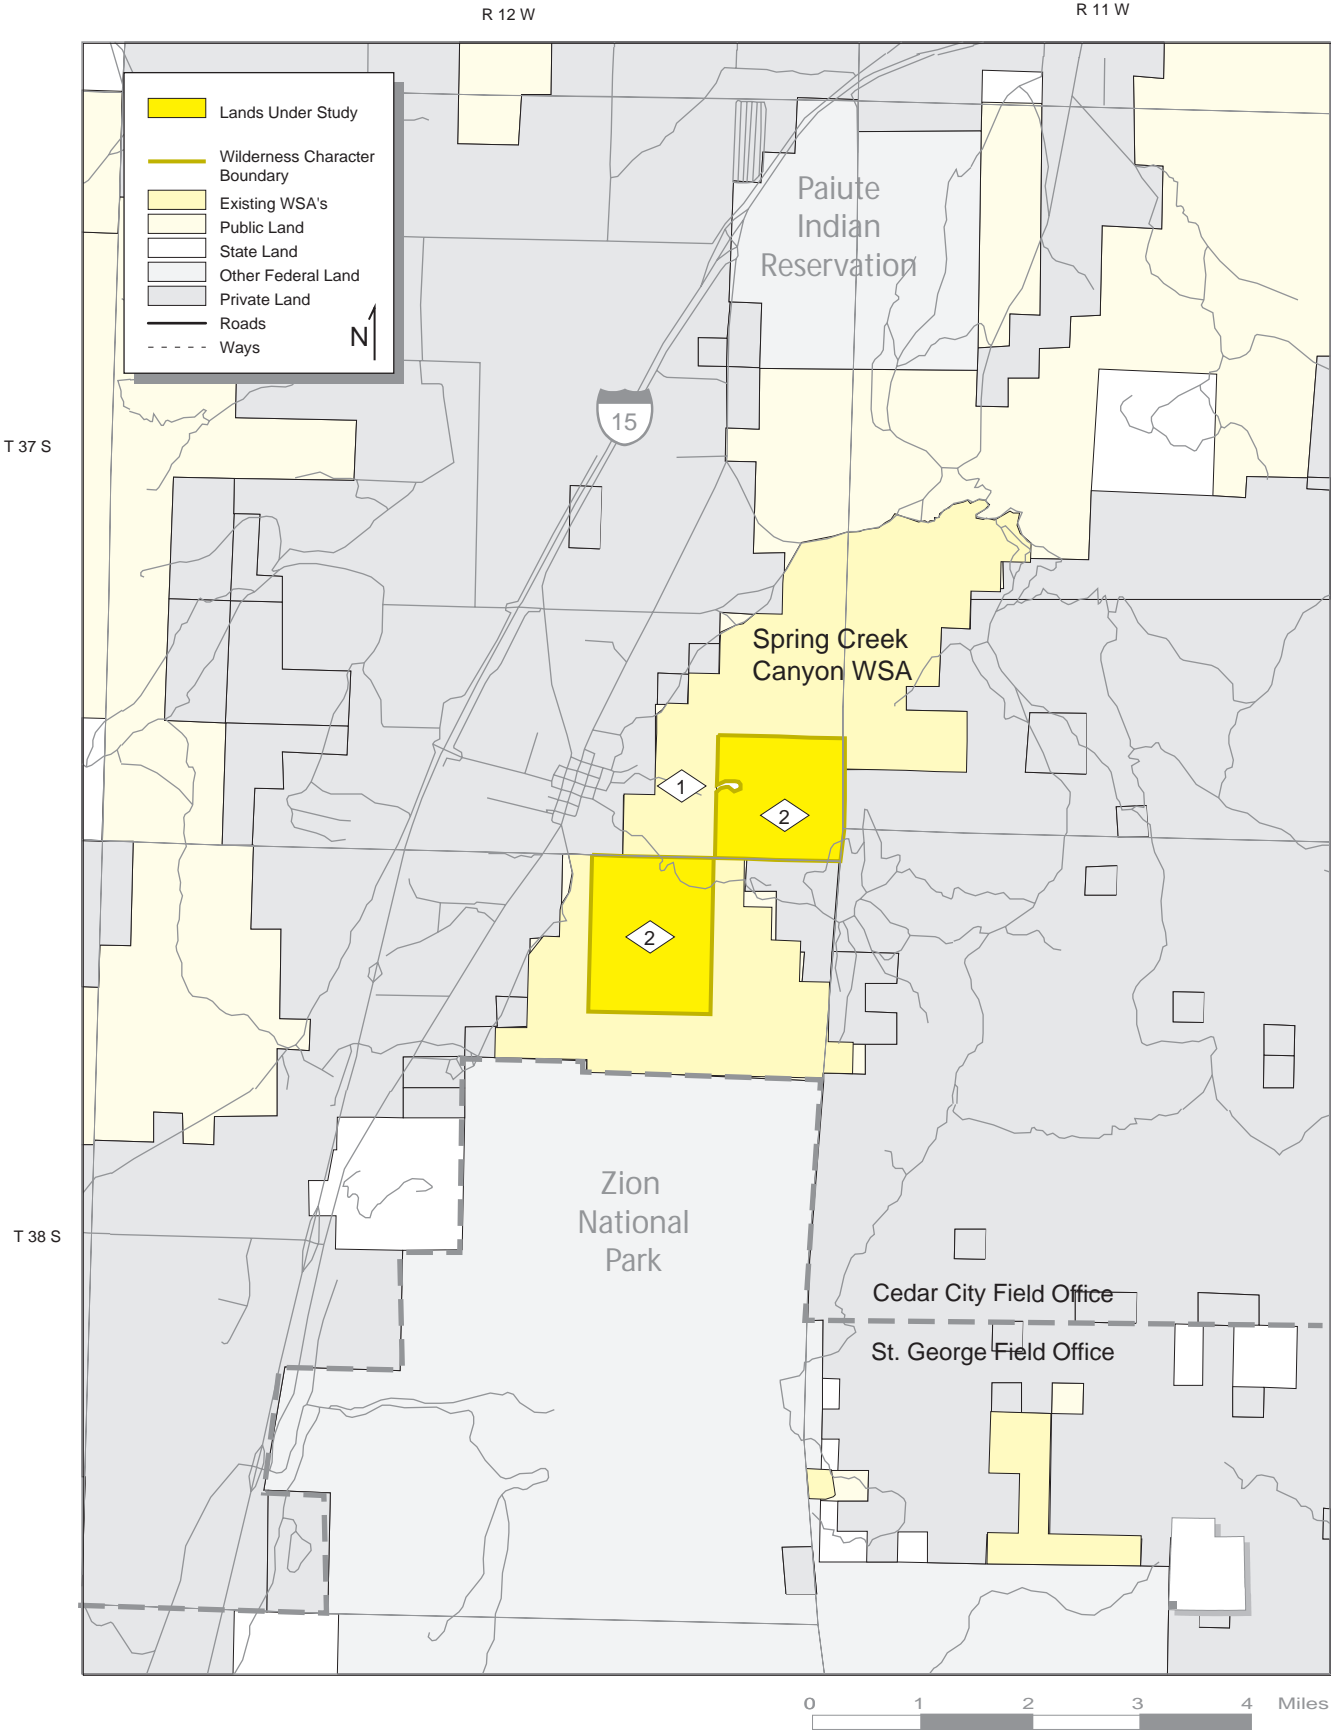 R 12 W
R 11 W
Lands Under Study
Wilderness Character
Boundary
Existing WSA's
Public Land
State Land
Other Federal Land
Private Land
Roads
Ways
N
Paiute
Indian
Reservation
15
T 37 S
Spring Creek
Canyon WSA
1
2
2
Zion
National
Park
T 38 S
Cedar City Field Office
St. George Field Office
0 1 2 3 4 Miles